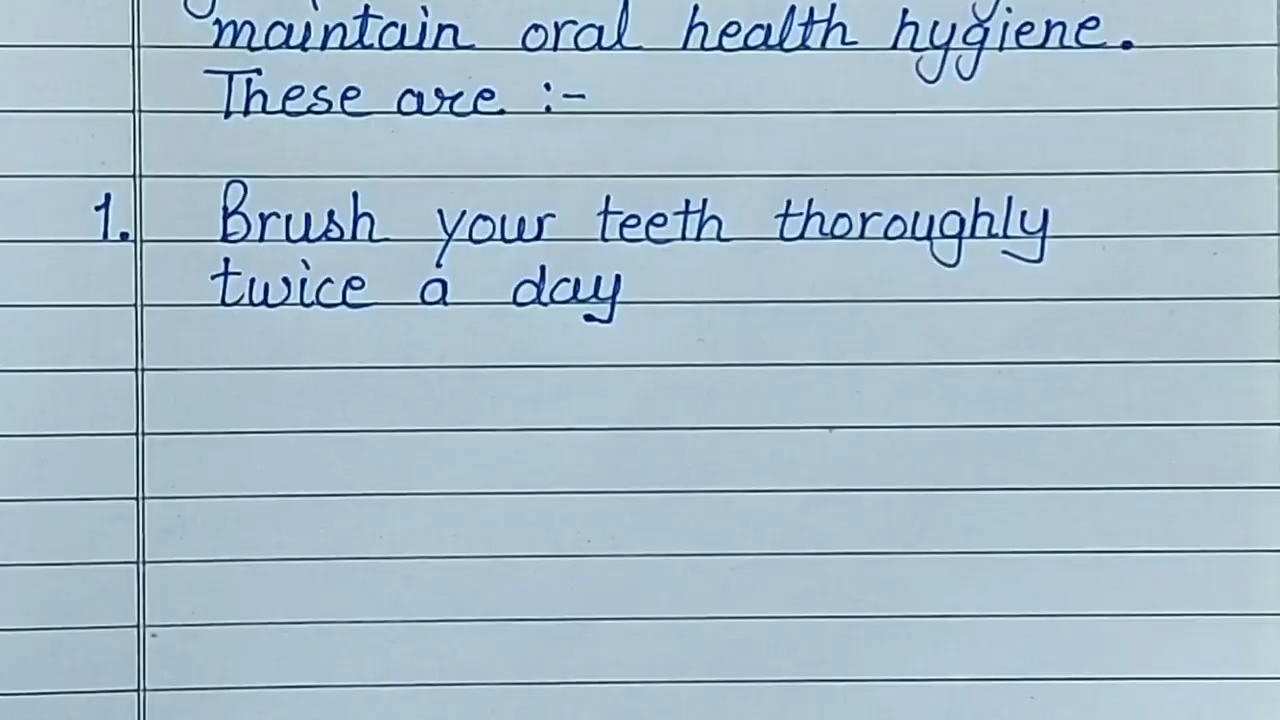 maintain oral health hygiene.
These are :-
1. Brush your teeth thoroughly
twice a day